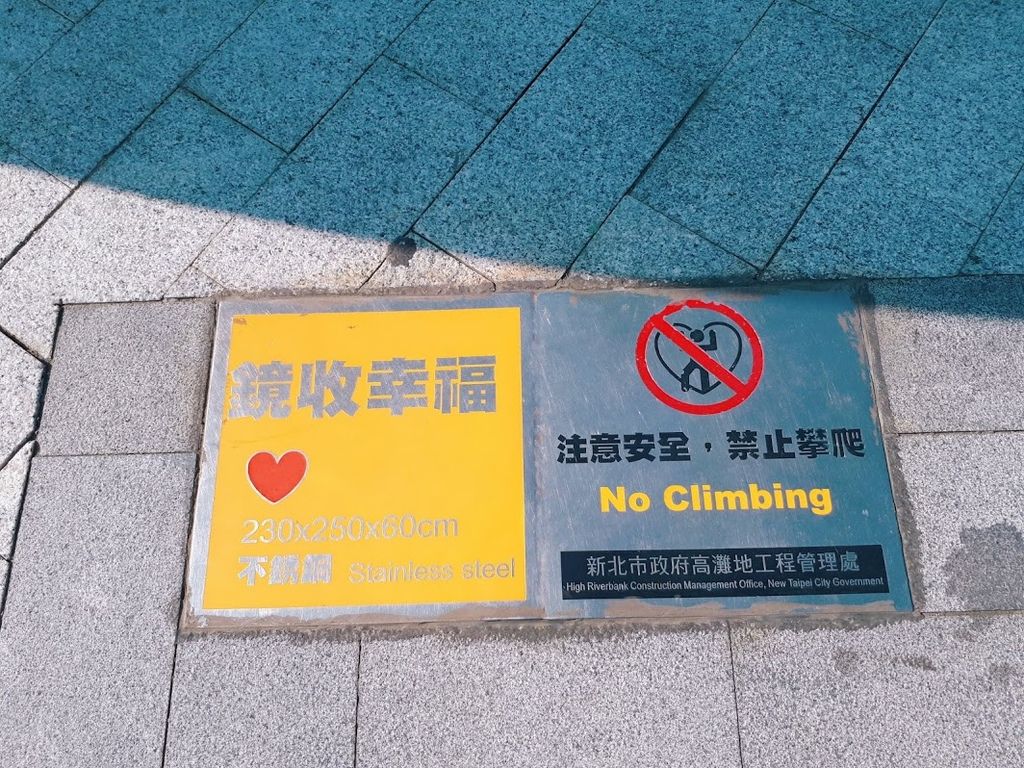 鏡收幸福
230x250x60cm
不銹鋼 Stainless steel
注意安全，禁止攀爬
No Climbing
新北市政府高灘地工程管理處
High Riverbank Construction Management Office, New Taipei City Government